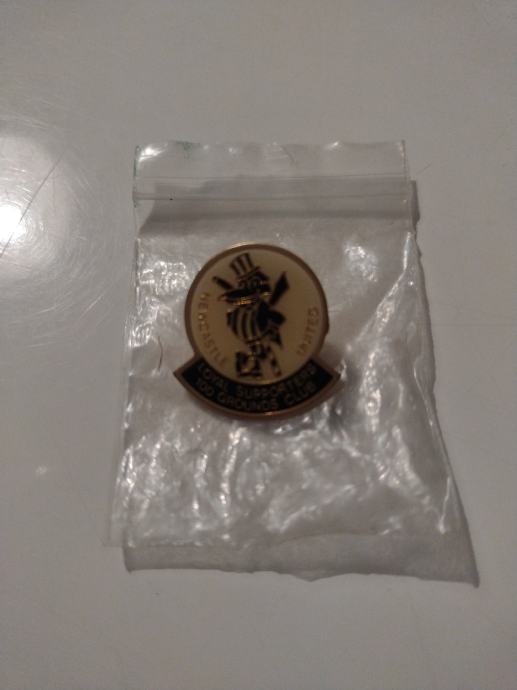 NEWCASTLE UNITED
LOYAL SUPPORTERS
100 GROUNDS CLUB